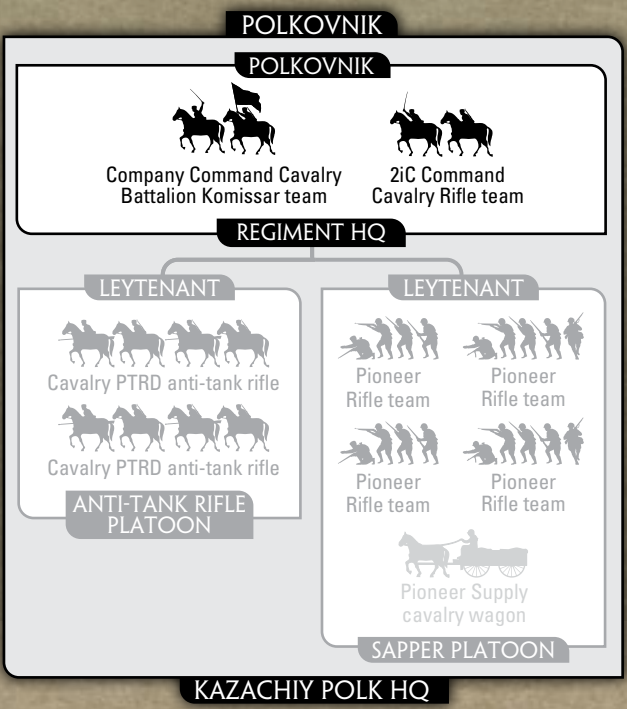 POLKOVNIK
POLKOVNIK
Company Command Cavalry
Battalion Komissar team
2iC Command
Cavalry Rifle team
REGIMENT HQ
LEYTENANT
Cavalry PTRD anti-tank rifle
Cavalry PTRD anti-tank rifle
ANTI-TANK RIFLE
PLATOON
LEYTENANT
Pioneer
Rifle team
Pioneer
Rifle team
Pioneer
Rifle team
Pioneer
Rifle team
Pioneer Supply
cavalry wagon
SAPPER PLATOON
KAZACHIY POLK HQ